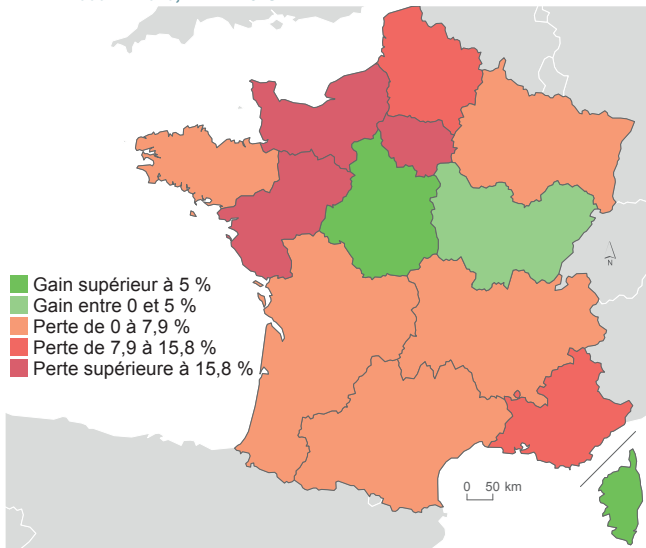 Gain supérieur à 5 %
Gain entre 0 et 5 %
Perte de 0 à 7,9 %
Perte de 7,9 à 15,8 %
Perte supérieure à 15,8 %
N
0 50 km